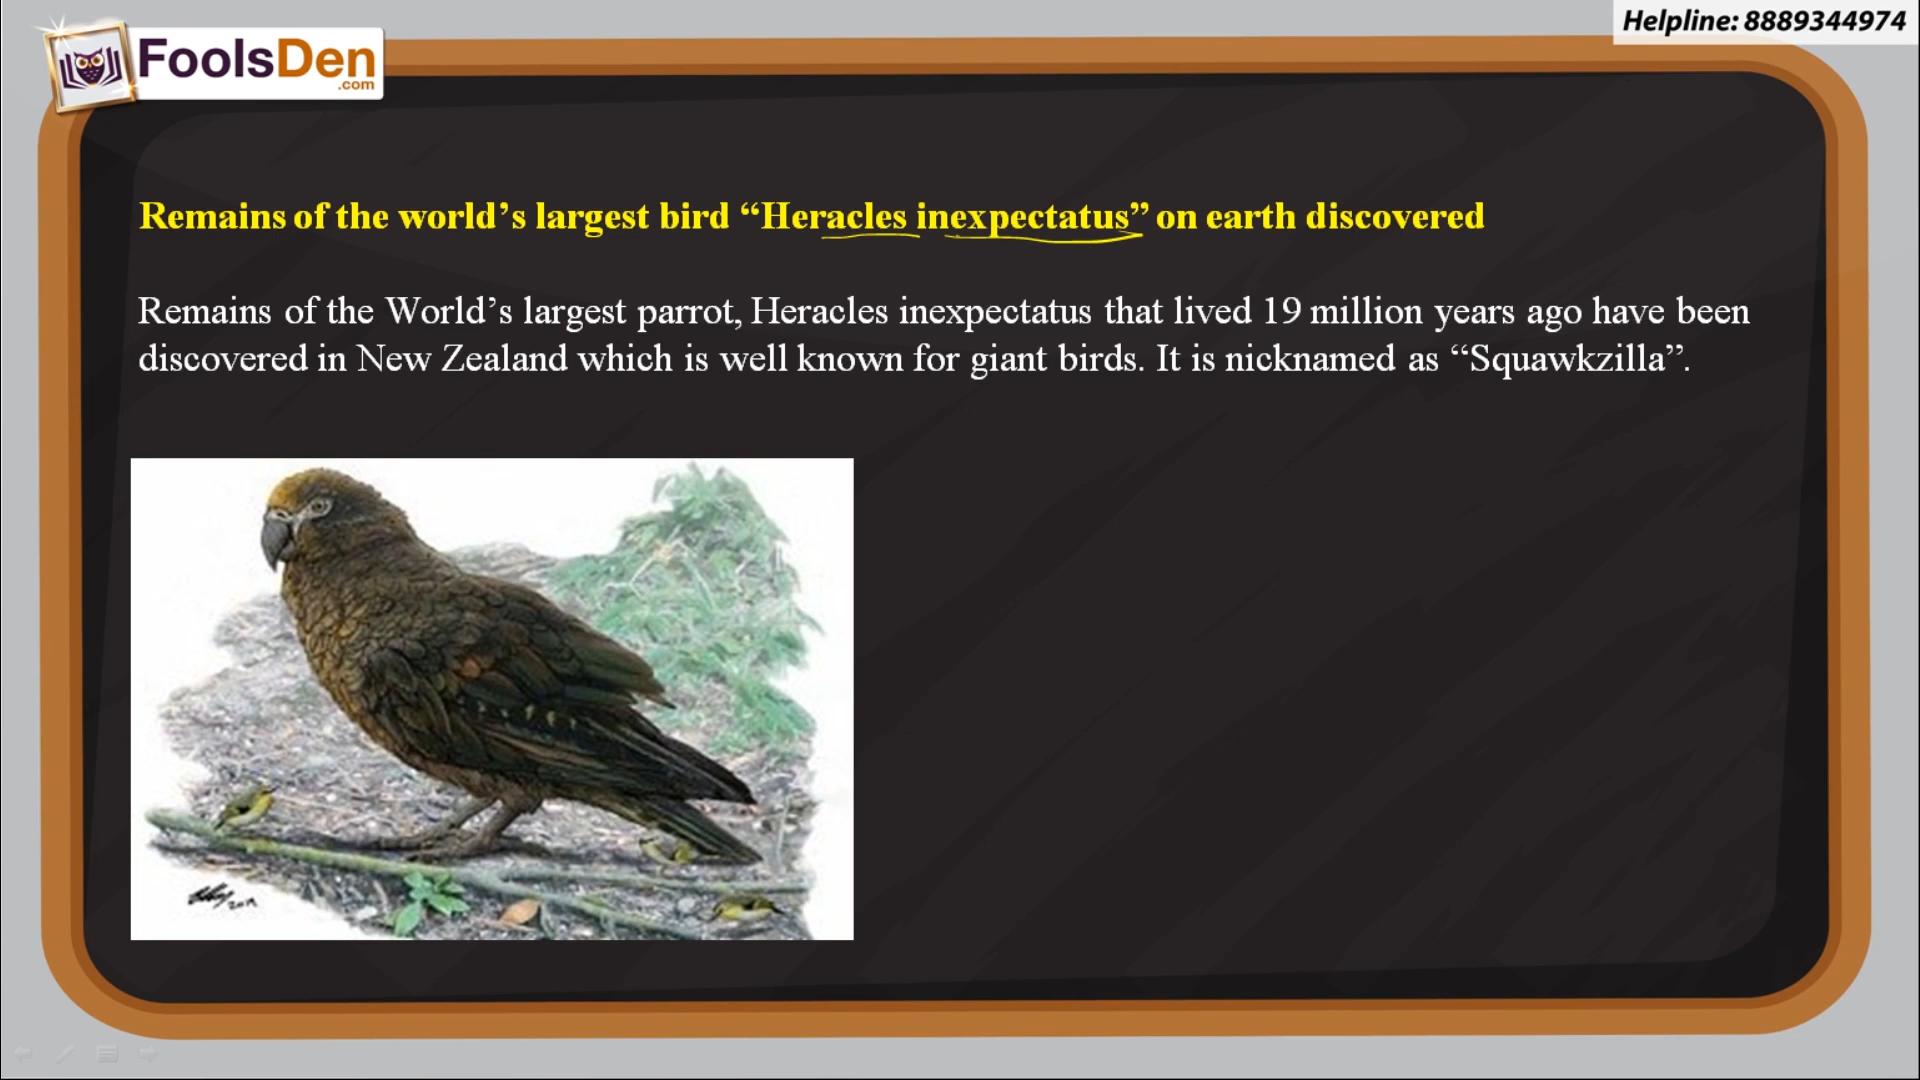 Helpline: 8889344974
FoolsDen
.com
Remains of the world’s largest bird “Heracles inexpectatus” on earth discovered
Remains of the World’s largest parrot, Heracles inexpectatus that lived 19 million years ago have been
discovered in New Zealand which is well known for giant birds. It is nicknamed as “Squawkzilla”.